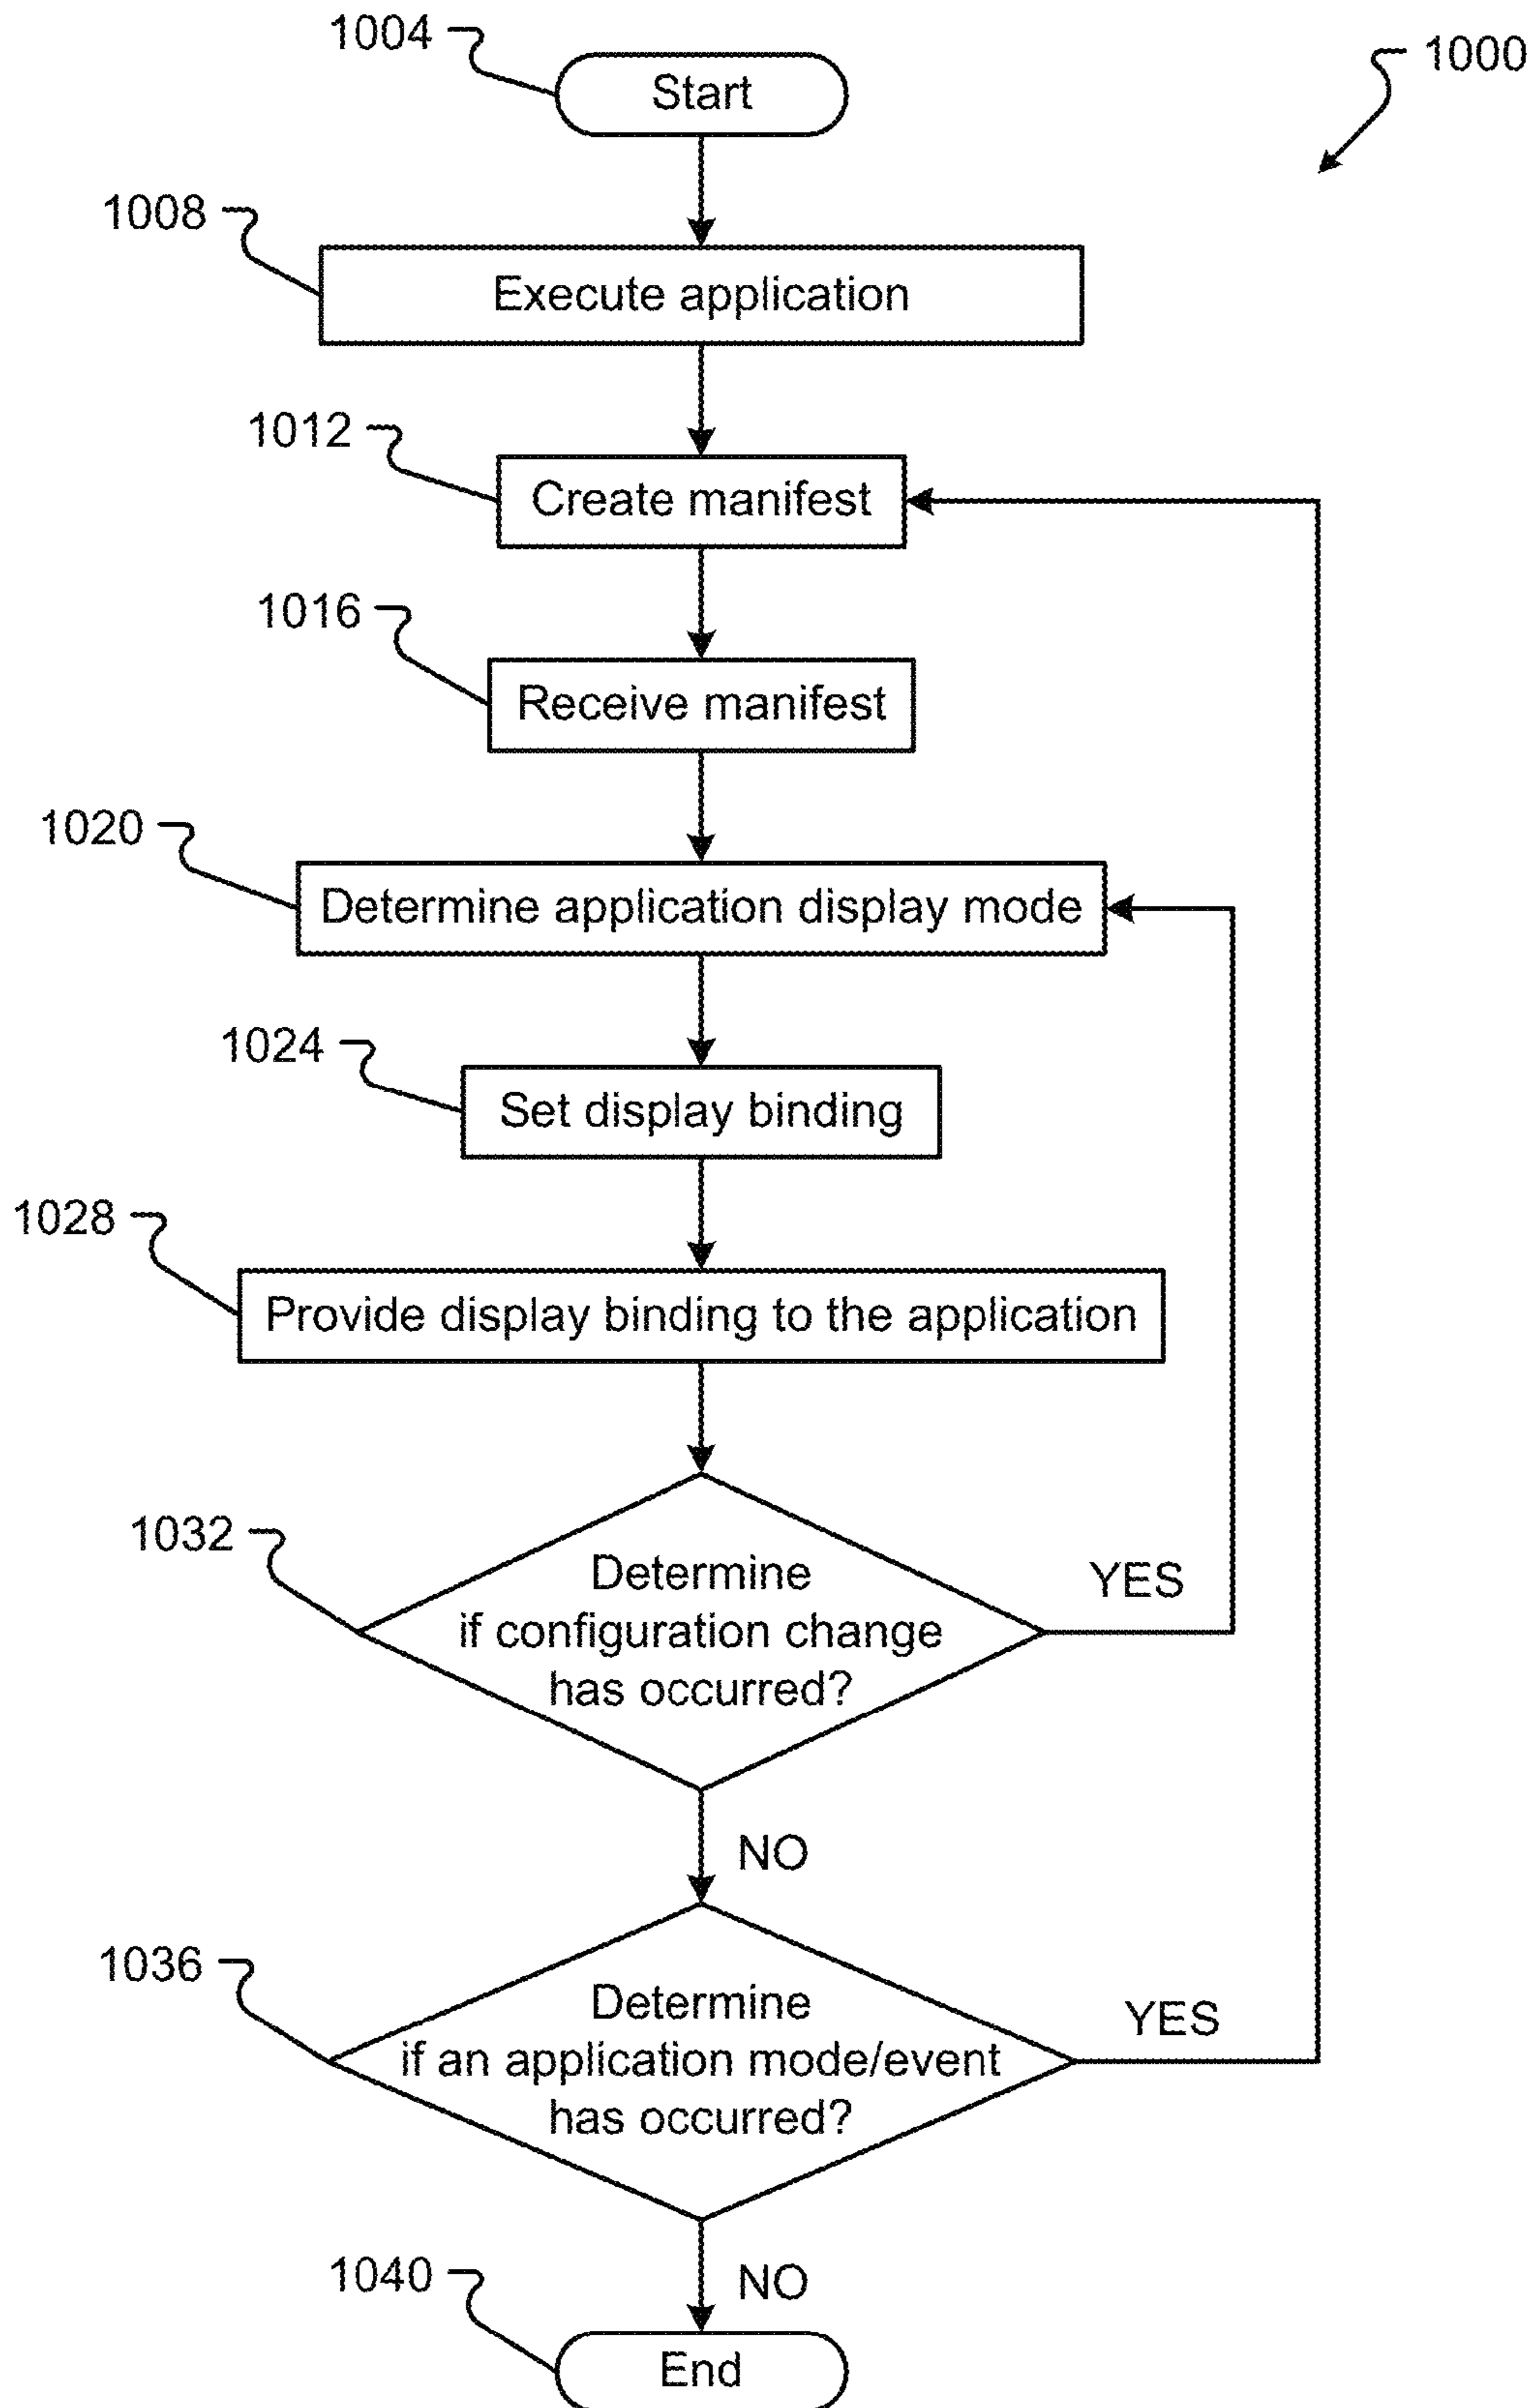 1004
Start
1000
1008
Execute application
1012
Create manifest
1016
Receive manifest
1020
Determine application display mode
1024
Set display binding
1028
Provide display binding to the application
1032
Determine
if configuration change
has occurred?
YES
NO
1036
Determine
if an application mode/event
has occurred?
YES
NO
1040
End